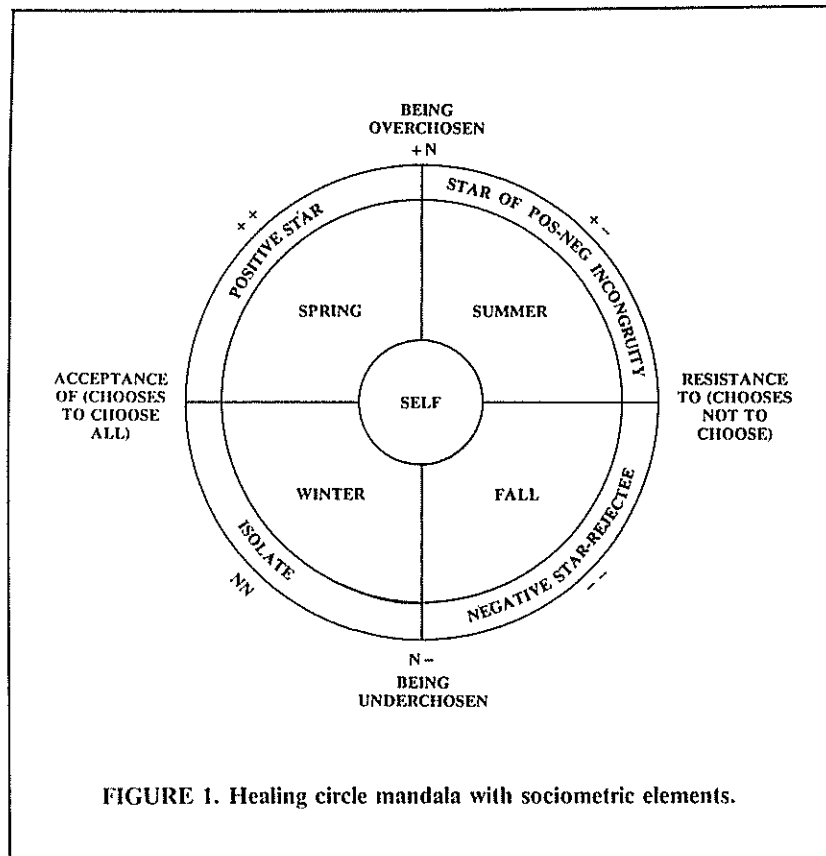 BEING
OVERCHOSEN
+N
++
POSITIVE STAR
STAR OF POS-NEG INCONGRUITY
+-
SPRING
SUMMER
ACCEPTANCE
OF (CHOOSES
TO CHOOSE
ALL)
SELF
RESISTANCE
TO (CHOOSES
NOT TO
CHOOSE)
WINTER
FALL
ISOLATE
NN
NEGATIVE STAR-REJECTEE
--
N-
BEING
UNDERCHOSEN
FIGURE 1. Healing circle mandala with sociometric elements.